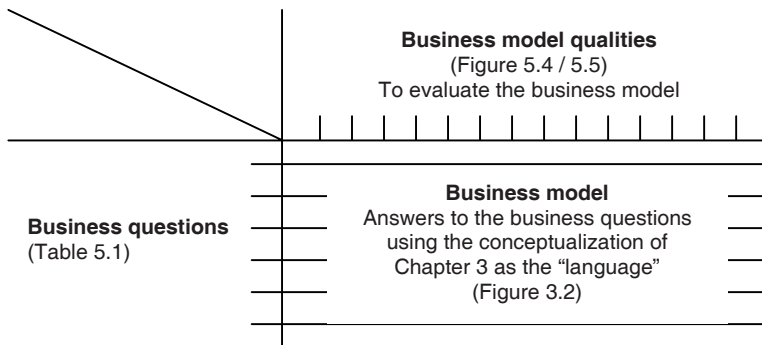 Business model qualities
(Figure 5.4 / 5.5)
To evaluate the business model
Business questions
(Table 5.1)
Business model
Answers to the business questions
using the conceptualization of
Chapter 3 as the “language”
(Figure 3.2)